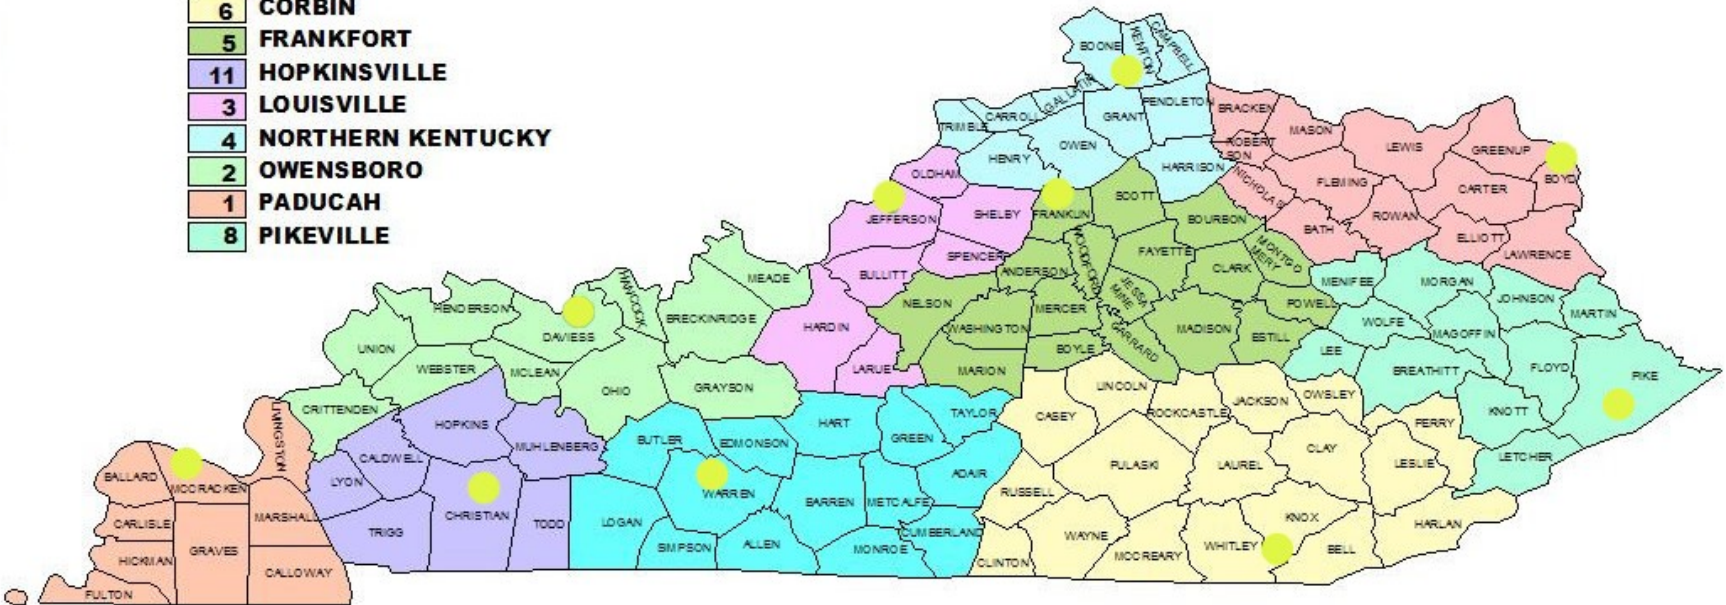 6 CORBIN
5 FRANKFORT
11 HOPKINSVILLE
3 LOUISVILLE
4 NORTHERN KENTUCKY
2 OWENSBORO
1 PADUCAH
8 PIKEVILLE
BOONE
KENTON
CAMPBELL
GALLATIN
CARROLL
TRIMBLE
GRANT
PENDLETON
BRACKEN
MASON
ROBERT
SON
LEWIS
GREENUP
HENRY
OWEN
HARRISON
NICHOLAS
FLEMING
CARTER
BOYD
OLDHAM
JEFFERSON
SHELBY
FRANKLIN
SCOTT
BOURBON
BATH
ROWAN
ELLIOTT
LAWRENCE
SPENCER
BULLITT
ANDERSON
WOODFORD
FAYETTE
CLARK
MONTGO
MERY
MENIFEE
MORGAN
JOHNSON
MARTIN
MEADE
HANCOCK
BRECKINRIDGE
HENDERSON
DAVIESS
UNION
WEBSTER
MCLEAN
OHIO
GRAYSON
HARDIN
LARUE
NELSON
WASHINGTON
MERCER
JESSA
MINE
GARRARD
MADISON
POWELL
ESTILL
BOYLE
MARION
WOLFE
MAGOFFIN
LEE
BREATHITT
FLOYD
PIKE
KNOTT
LETCHER
CRITTENDEN
LIVINGSTON
HOPKINS
MUHLENBERG
CALDWELL
LYON
BUTLER
EDMONSON
HART
GREEN
TAYLOR
CASEY
LINCOLN
ROCKCASTLE
JACKSON
OWSLEY
PERRY
BALLARD
MCCRACKEN
CARLISLE
MARSHALL
HICKMAN
GRAVES
CALLOWAY
FULTON
TRIGG
CHRISTIAN
TODD
LOGAN
WARREN
SIMPSON
ALLEN
BARREN
METCALFE
MONROE
CUMBERLAND
ADAIR
RUSSELL
PULASKI
LAUREL
CLAY
LESLIE
CLINTON
WAYNE
MCCREARY
WHITLEY
KNOX
BELL
HARLAN